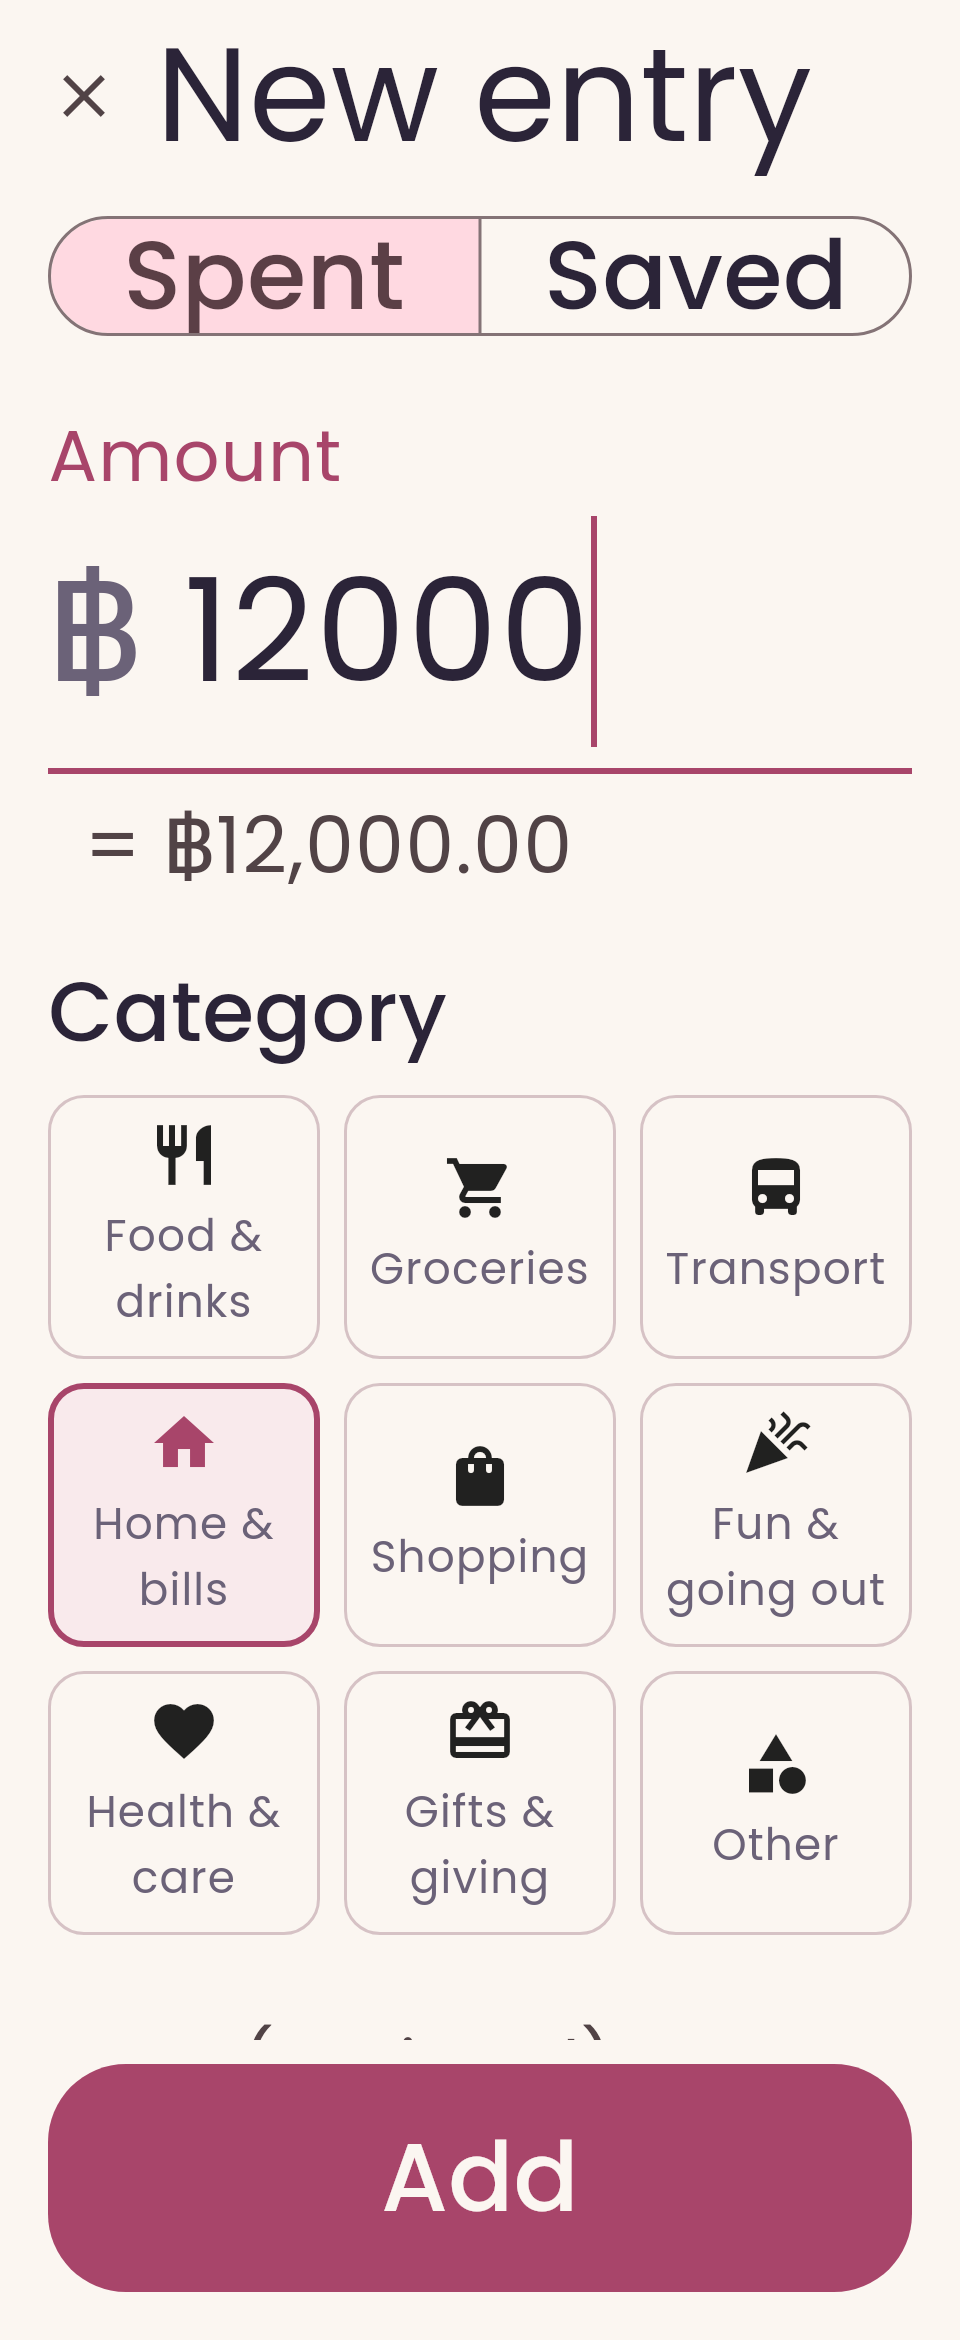 New entry
Spent
Saved
Amount
฿ 12000
= ฿12,000.00
Category
Food &
drinks
Groceries
Transport
Home &
bills
Shopping
Fun &
going out
Health &
care
Gifts &
giving
Other
Add